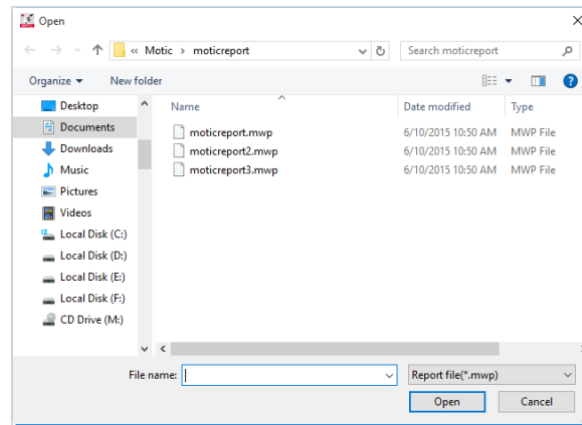 Open
« Motic › moticreport
Search moticreport
Organize
New folder
Name
Date modified
Type
moticreport.mwp
6/10/2015 10:50 AM
MWP File
moticreport2.mwp
6/10/2015 10:50 AM
MWP File
moticreport3.mwp
6/10/2015 10:50 AM
MWP File
Desktop
Documents
Downloads
Music
Pictures
Videos
Local Disk (C:)
Local Disk (D:)
Local Disk (E:)
Local Disk (F:)
CD Drive (M:)
File name:
Report file(*.mwp)
Open
Cancel